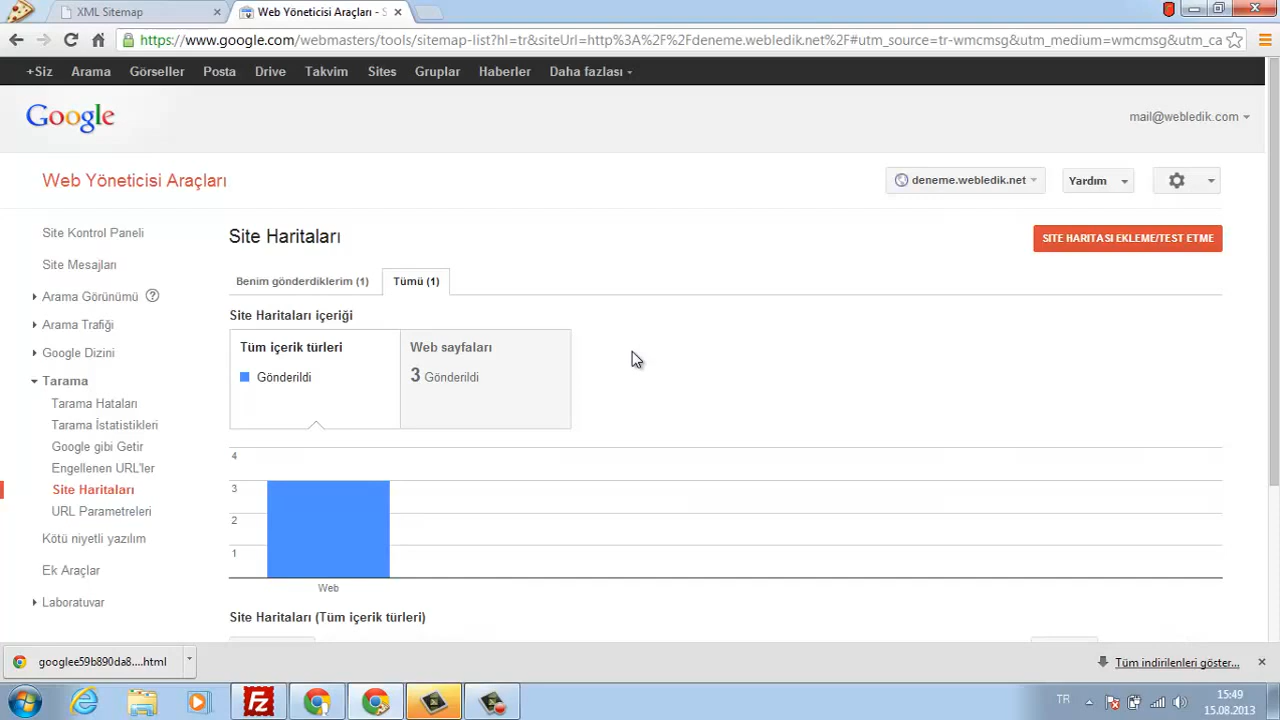 XML Sitemap
Web Yöneticisi Araçları - S
https://www.google.com/webmasters/tools/sitemap-list?hl=tr&siteUrl=http%3A%2F%2Fdeneme.webledik.net%2F#utm_source=tr-wmcmsg&utm_medium=wmcmsg&utm_ca
+Siz Arama Görseller Posta Drive Takvim Sites Gruplar Haberler Daha fazlası
Google
mail@webledik.com
Web Yöneticisi Araçları
deneme.webledik.net
Yardım
Site Kontrol Paneli
Site Mesajları
Arama Görünümü ?
Arama Trafiği
Google Dizini
Tarama
Tarama Hataları
Tarama İstatistikleri
Google gibi Getir
Engellenen URL'ler
Site Haritaları
URL Parametreleri
Kötü niyetli yazılım
Ek Araçlar
Laboratuvar
Site Haritaları
SITE HARITASI EKLEME/TEST ETME
Benim gönderdiklerim (1)
Tümü (1)
Site Haritaları içeriği
Tüm içerik türleri
Gönderildi
Web sayfaları
3 Gönderildi
4
3
2
1
Web
Site Haritaları (Tüm içerik türleri)
googlee59b890da8....html
Tüm indirilenleri göster...
TR
15:49
15.08.2013